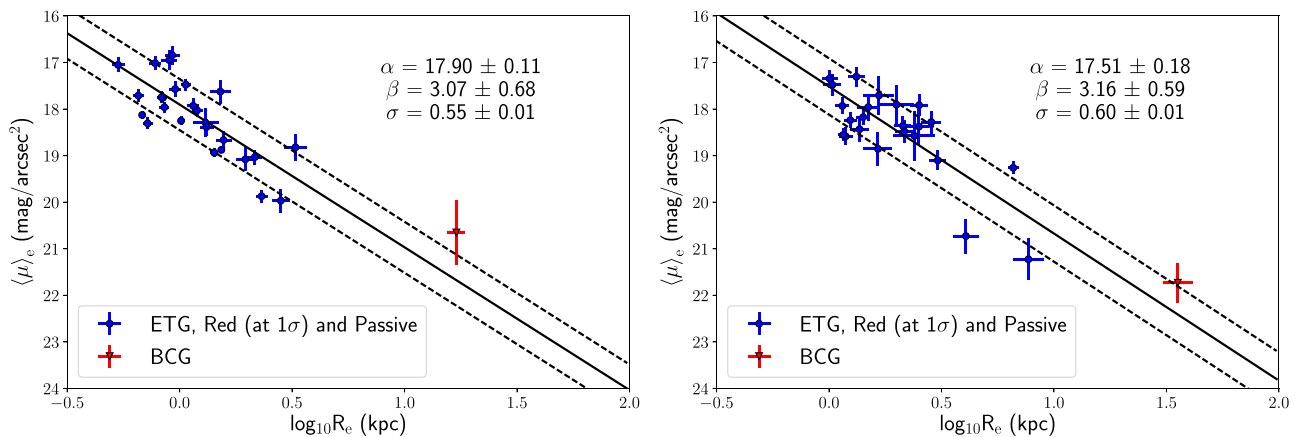 16
17
18
19
20
21
22
23
24
⟨μ⟩e (mag/arcsec²)
α = 17.90 ± 0.11
β = 3.07 ± 0.68
σ = 0.55 ± 0.01
ETG, Red (at 1σ) and Passive
BCG
−0.5 0.0 0.5 1.0 1.5 2.0
log₁₀Rₑ (kpc)
16
17
18
19
20
21
22
23
24
⟨μ⟩e (mag/arcsec²)
α = 17.51 ± 0.18
β = 3.16 ± 0.59
σ = 0.60 ± 0.01
ETG, Red (at 1σ) and Passive
BCG
−0.5 0.0 0.5 1.0 1.5 2.0
log₁₀Rₑ (kpc)